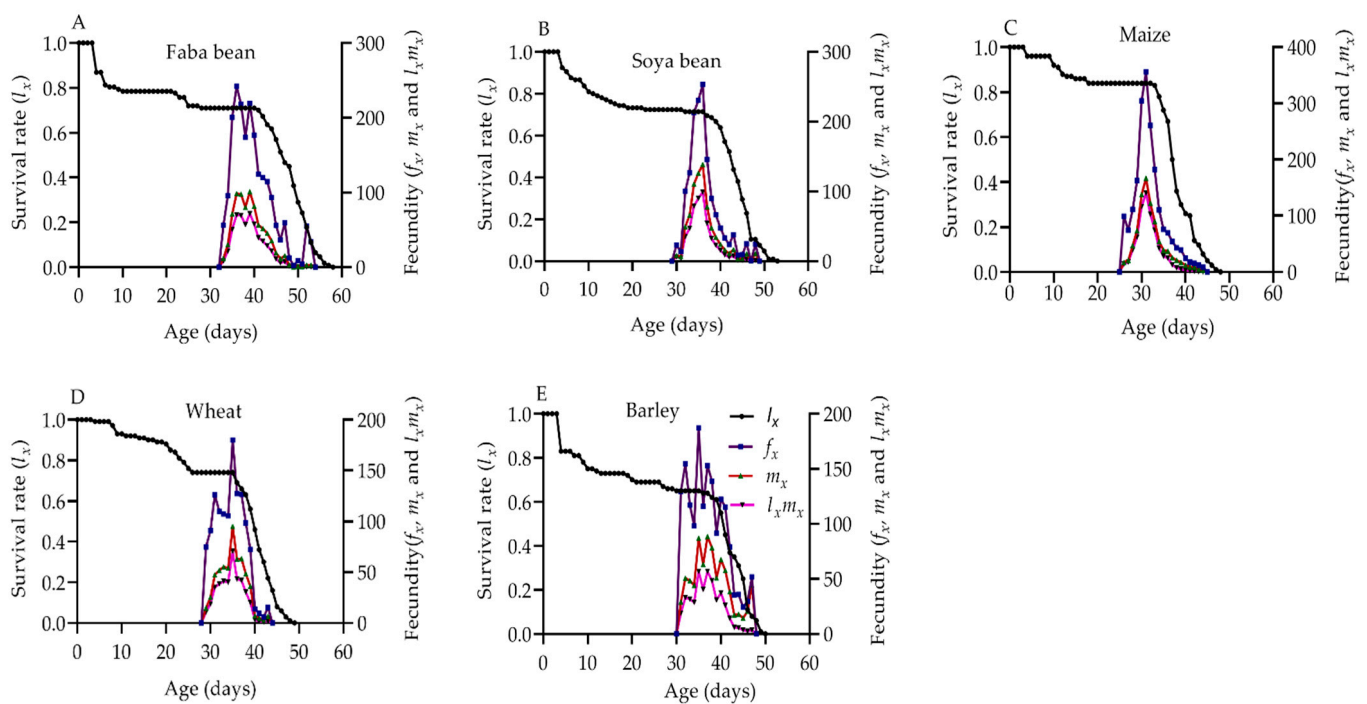 A
Faba bean
Survival rate (lₓ)
1.0
0.8
0.6
0.4
0.2
0.0
0 10 20 30 40 50 60
Age (days)
300
200
100
0
Fecundity (fₓ, mₓ and lₓmₓ)
B
Soya bean
Survival rate (lₓ)
1.0
0.8
0.6
0.4
0.2
0.0
0 10 20 30 40 50 60
Age (days)
300
200
100
0
Fecundity (fₓ, mₓ and lₓmₓ)
C
Maize
Survival rate (lₓ)
1.0
0.8
0.6
0.4
0.2
0.0
0 10 20 30 40 50 60
Age (days)
400
300
200
100
0
Fecundity(fₓ, mₓ and lₓmₓ)
D
Wheat
Survival rate (lₓ)
1.0
0.8
0.6
0.4
0.2
0.0
0 10 20 30 40 50 60
Age (days)
200
150
100
50
0
Fecundity(fₓ, mₓ and lₓmₓ)
E
Barley
Survival rate (lₓ)
1.0
0.8
0.6
0.4
0.2
0.0
0 10 20 30 40 50 60
Age (days)
200
150
100
50
0
Fecundity (fₓ, mₓ and lₓmₓ)
lₓ
fₓ
mₓ
lₓmₓ